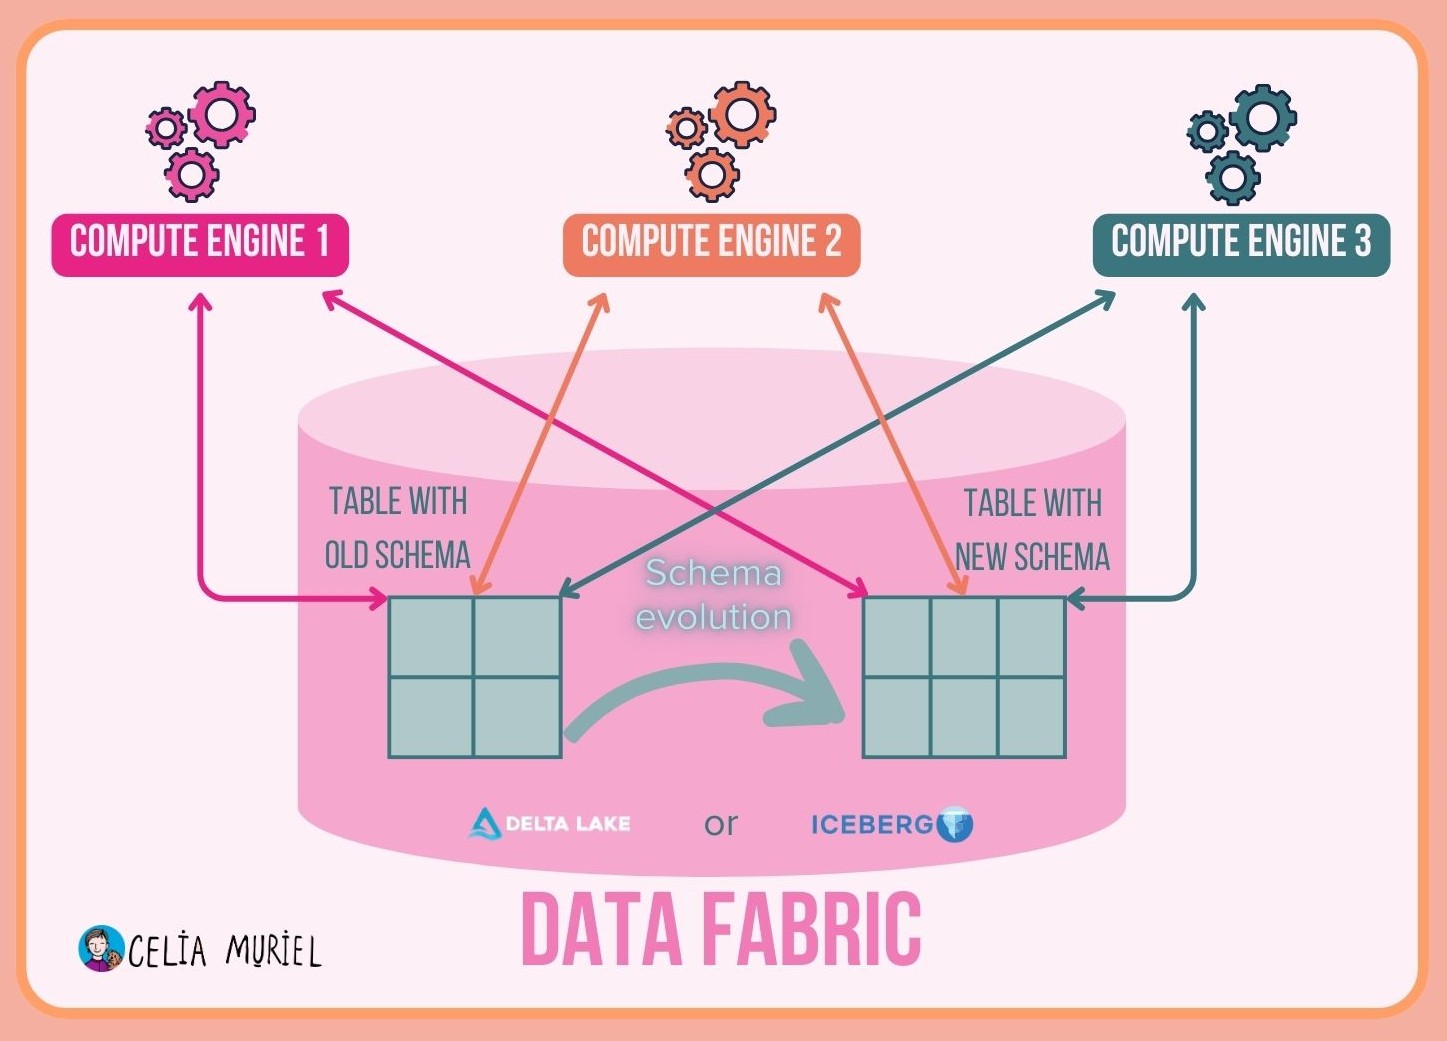 COMPUTE ENGINE 1
COMPUTE ENGINE 2
COMPUTE ENGINE 3
TABLE WITH
OLD SCHEMA
TABLE WITH
NEW SCHEMA
Schema
evolution
DELTA LAKE
or
ICEBERG
DATA FABRIC
CELIA MURIEL